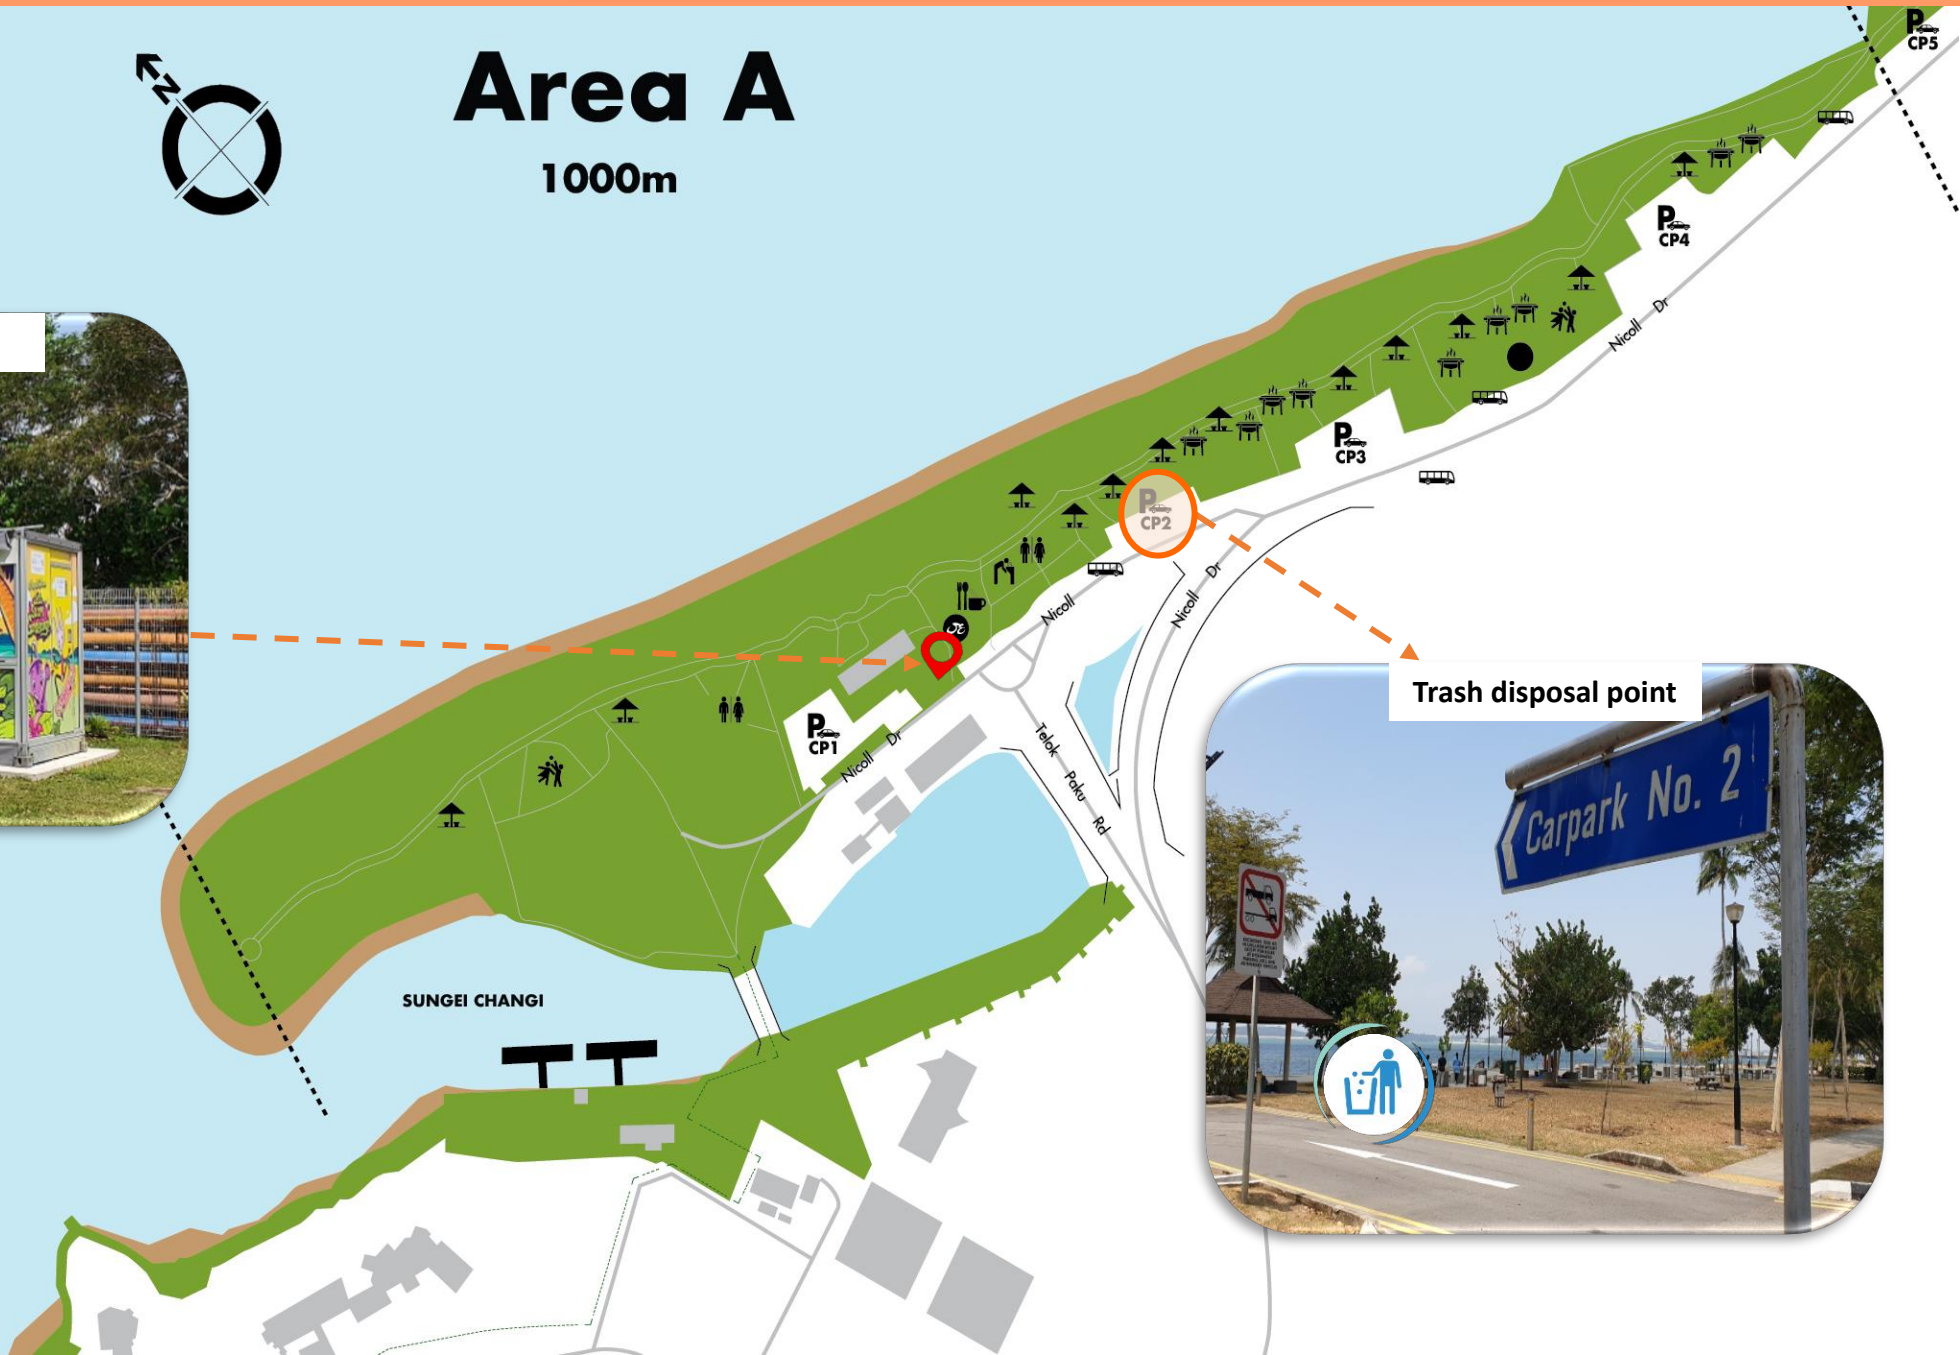 N
Area A
1000m
P
CP5
P
CP4
Nicoll Dr
P
CP3
P
CP2
Nicoll
Nicoll Dr
P
CP1
Nicoll Dr
Telok Paku Rd
SUNGEI CHANGI
Trash disposal point
Carpark No. 2